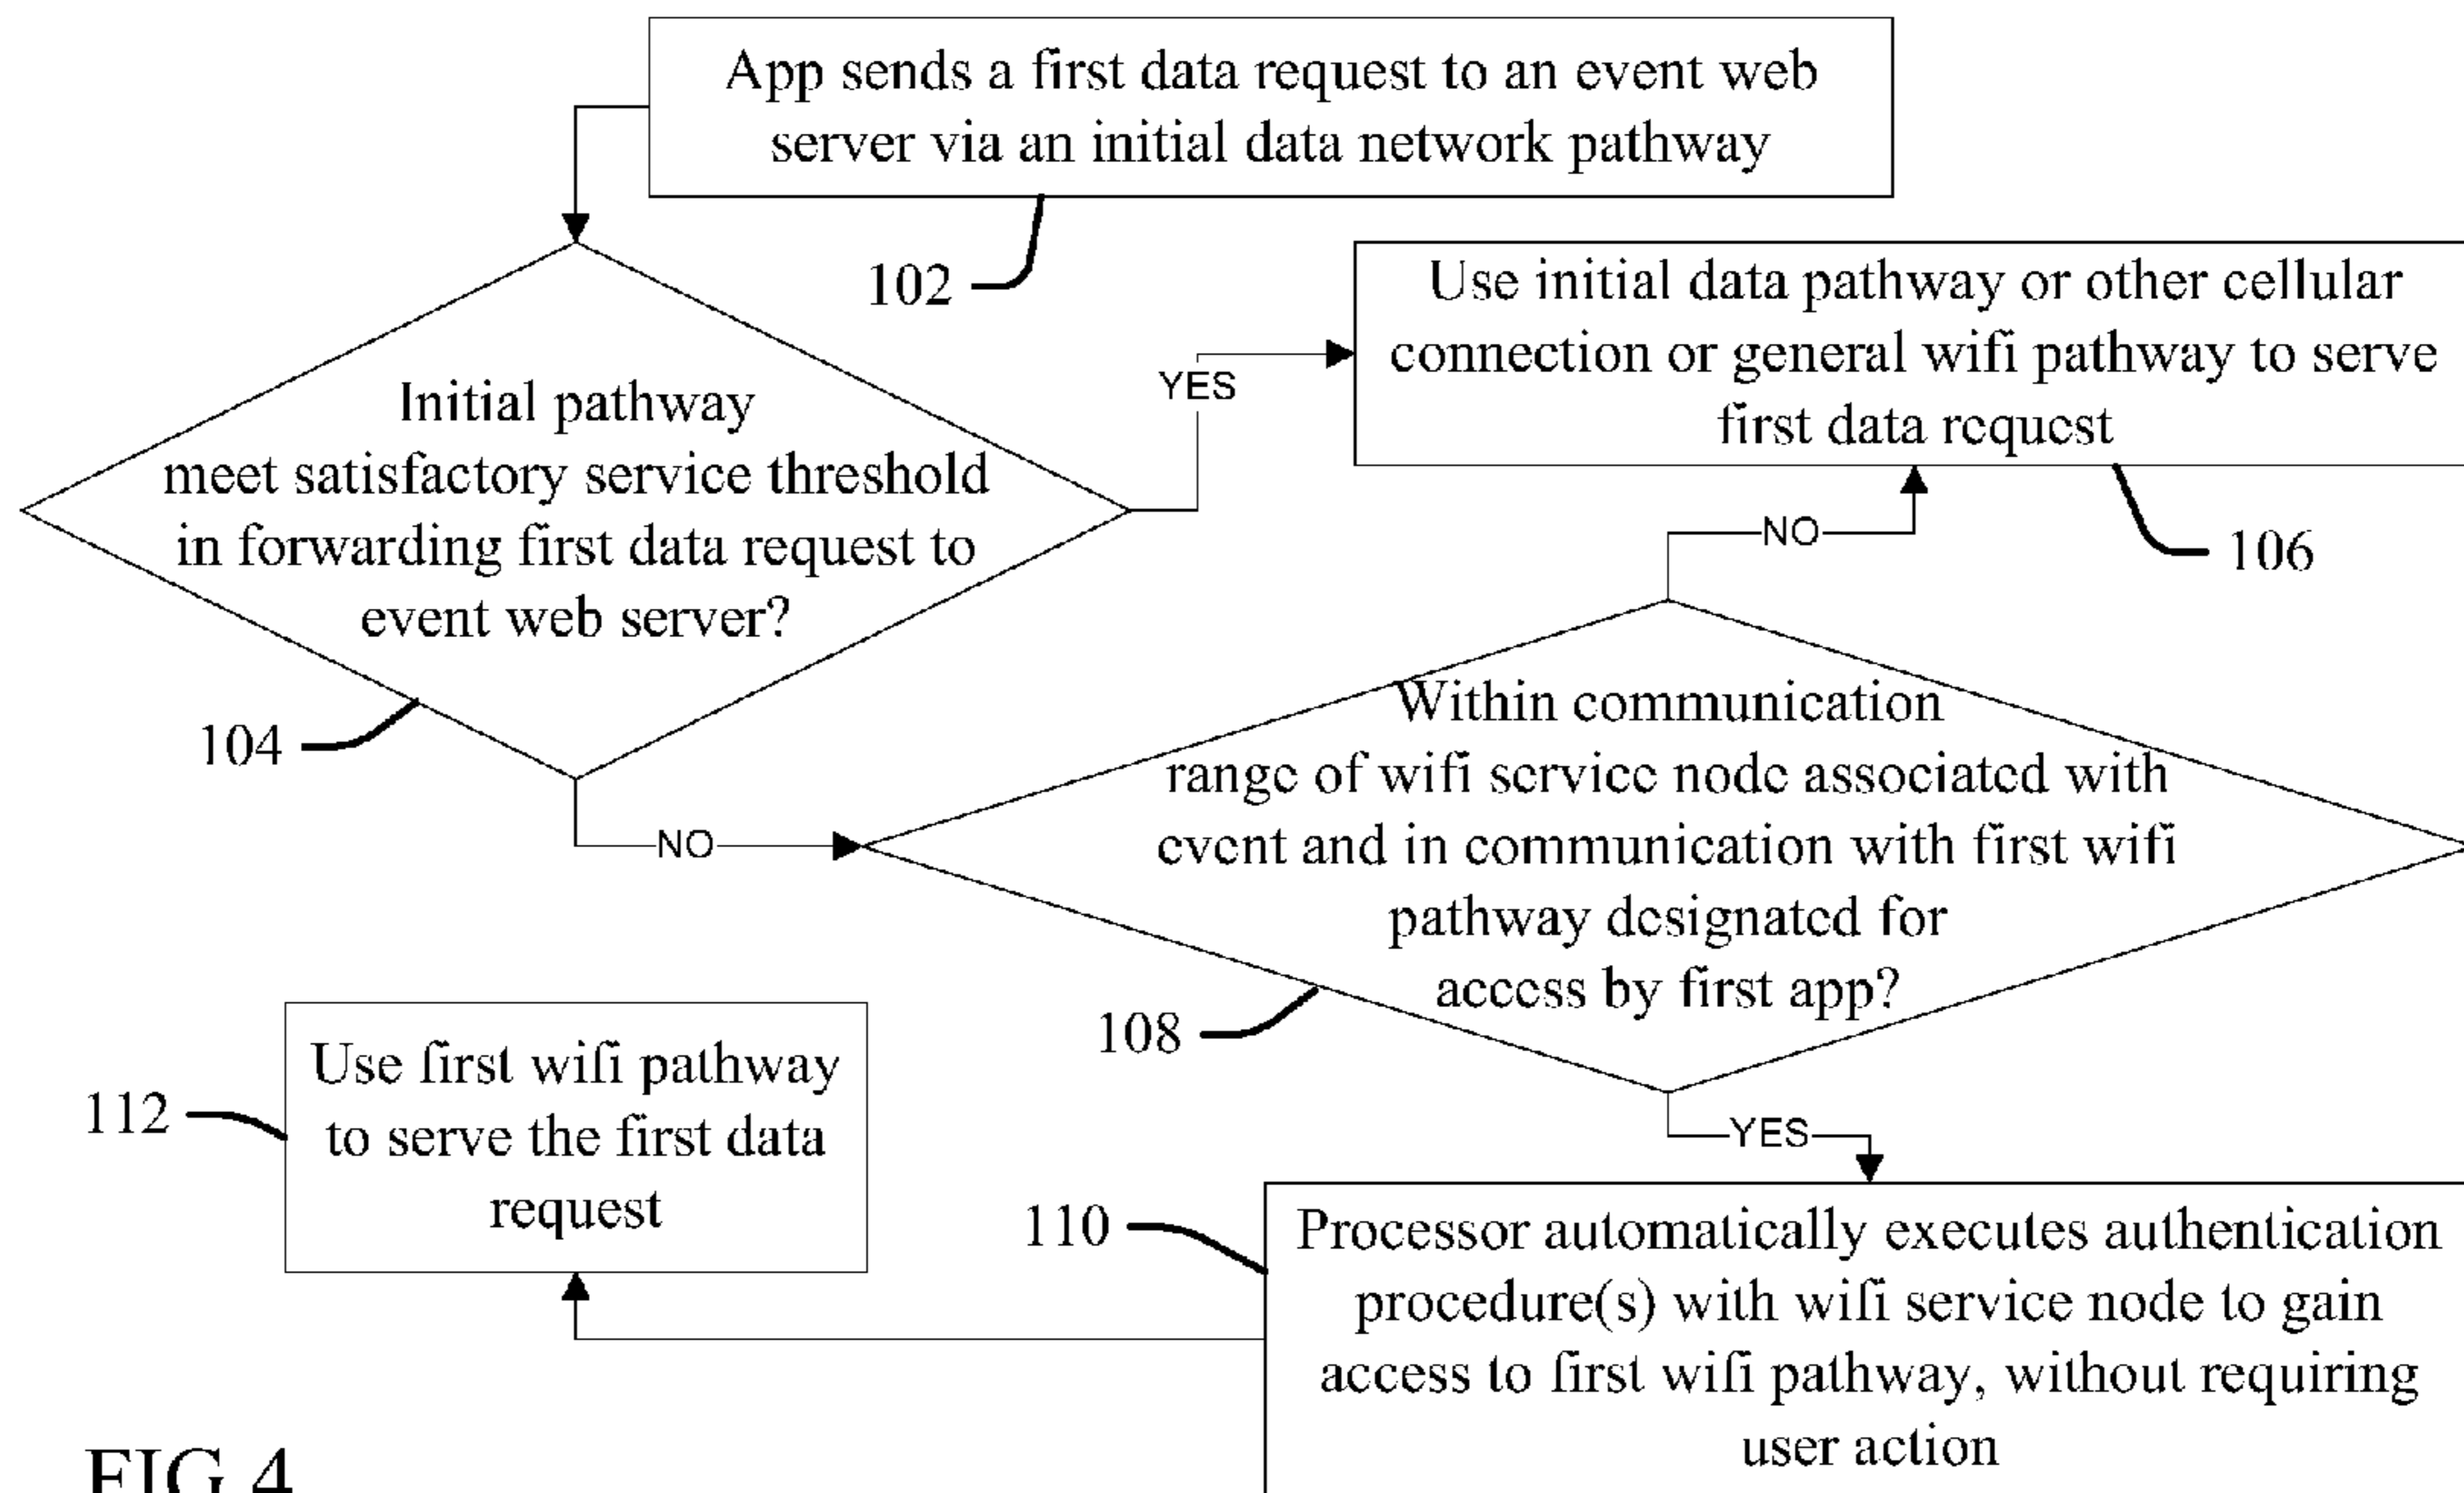 App sends a first data request to an event web
server via an initial data network pathway
102
Initial pathway
meet satisfactory service threshold
in forwarding first data request to
event web server?
104
YES
Use initial data pathway or other cellular
connection or general wifi pathway to serve
first data request
106
NO
NO
Within communication
range of wifi service node associated with
event and in communication with first wifi
pathway designated for
access by first app?
108
YES
110
Processor automatically executes authentication
procedure(s) with wifi service node to gain
access to first wifi pathway, without requiring
user action
112
Use first wifi pathway
to serve the first data
request
FIG 4